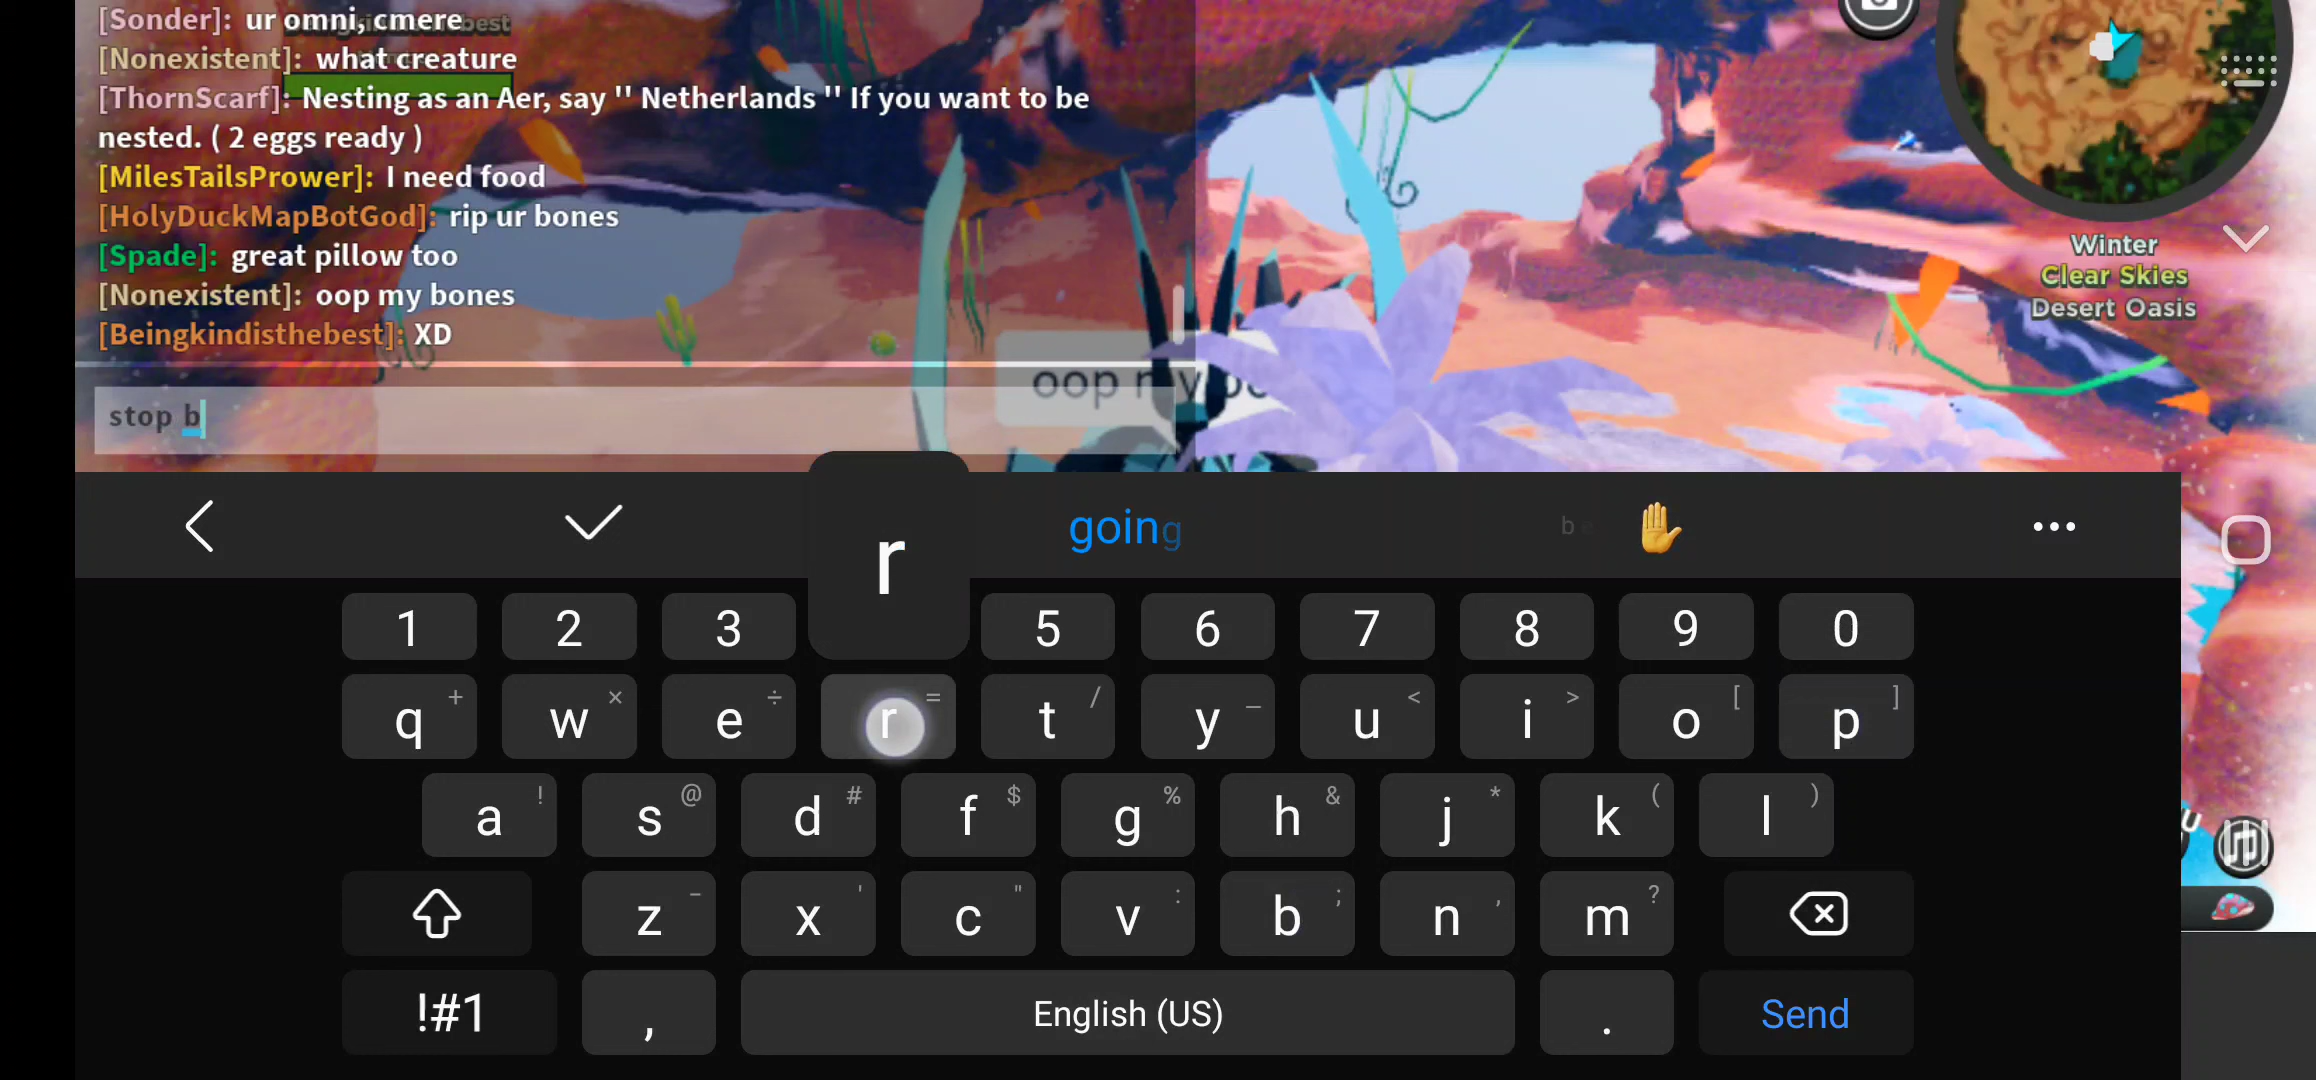 [Sonder]: ur omni, cmere
[Nonexistent]: what creature
[ThornScarf]: Nesting as an Aer, say '' Netherlands '' If you want to be
nested. ( 2 eggs ready )
[MilesTailsPrower]: I need food
[HolyDuckMapBotGod]: rip ur bones
[Spade]: great pillow too
[Nonexistent]: oop my bones
[Beingkindisthebest]: XD
Winter
Clear Skies
Desert Oasis
oop my
stop b
r
going
be
1 2 3 5 6 7 8 9 0
q + w × e ÷ r = t / y _ u < i > o [ p ]
a ! s @ d # f $ g % h & j * k ( l )
z - x ' c " v : b ; n , m ?
!#1 , English (US) . Send